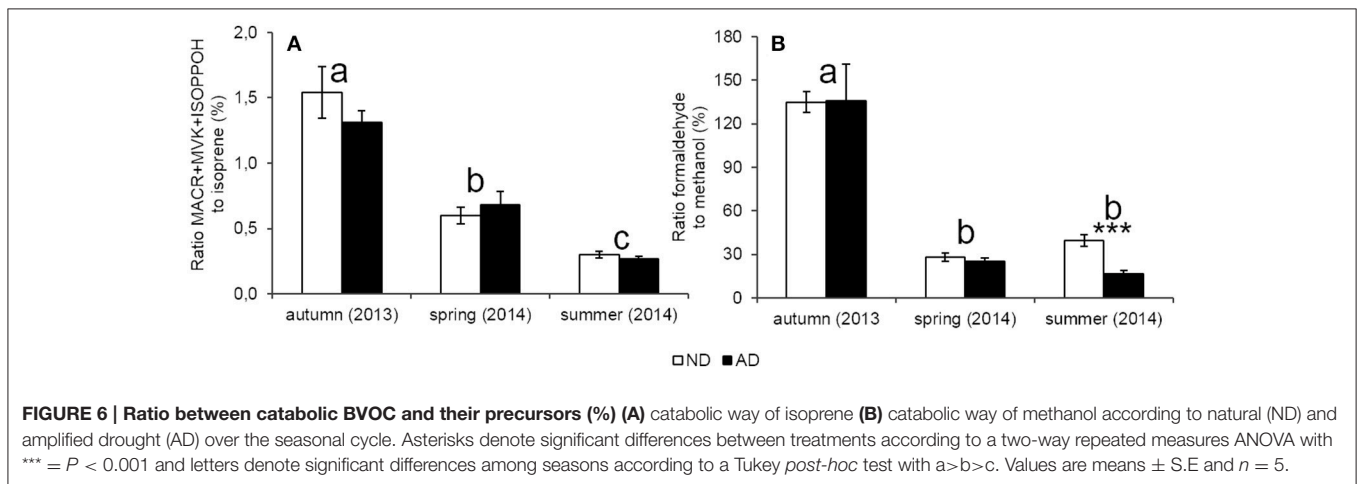 A
Ratio MACR+MVK+ISOPPOH
to isoprene (%)
2,0
1,5
1,0
0,5
0,0
a
b
c
autumn (2013)
spring (2014)
summer (2014)
B
Ratio formaldehyde
to methanol (%)
180
150
120
90
60
30
0
a
b
b
***
autumn (2013
spring (2014)
summer (2014)
ND AD
FIGURE 6 | Ratio between catabolic BVOC and their precursors (%) (A) catabolic way of isoprene (B) catabolic way of methanol according to natural (ND) and
amplified drought (AD) over the seasonal cycle. Asterisks denote significant differences between treatments according to a two-way repeated measures ANOVA with
*** = P < 0.001 and letters denote significant differences among seasons according to a Tukey post-hoc test with a>b>c. Values are means ± S.E and n = 5.